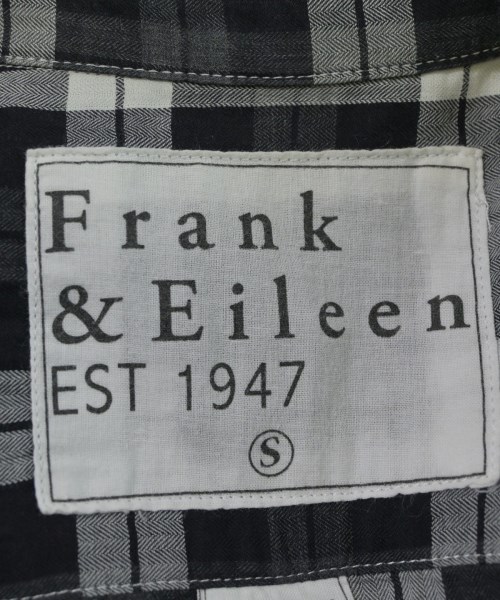 Frank
& Eileen
EST 1947
S